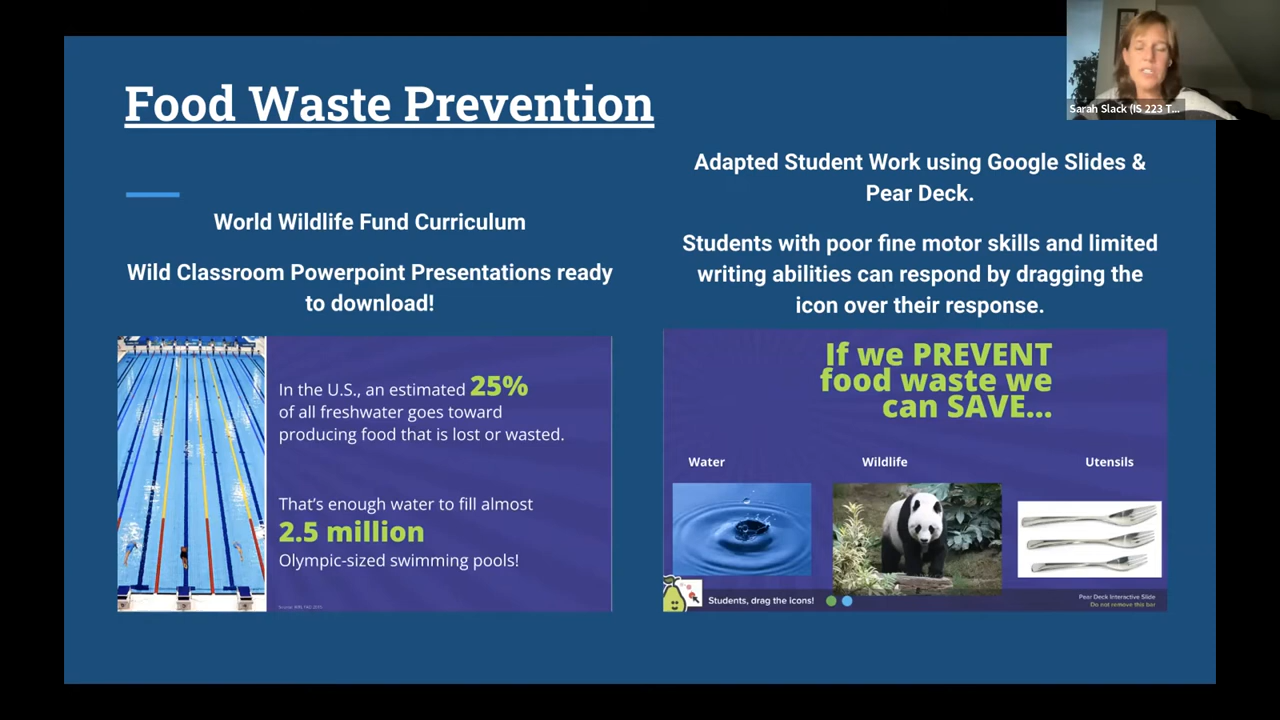 Food Waste Prevention
Sarah Slack (IS 223 T...
World Wildlife Fund Curriculum
Wild Classroom Powerpoint Presentations ready
to download!
In the U.S., an estimated 25%
of all freshwater goes toward
producing food that is lost or wasted.
That's enough water to fill almost
2.5 million
Olympic-sized swimming pools!
Adapted Student Work using Google Slides &
Pear Deck.
Students with poor fine motor skills and limited
writing abilities can respond by dragging the
icon over their response.
If we PREVENT
food waste we
can SAVE...
Water
Wildlife
Utensils
Students, drag the icons!
Pear Deck Interactive Slide
Do not remove this bar